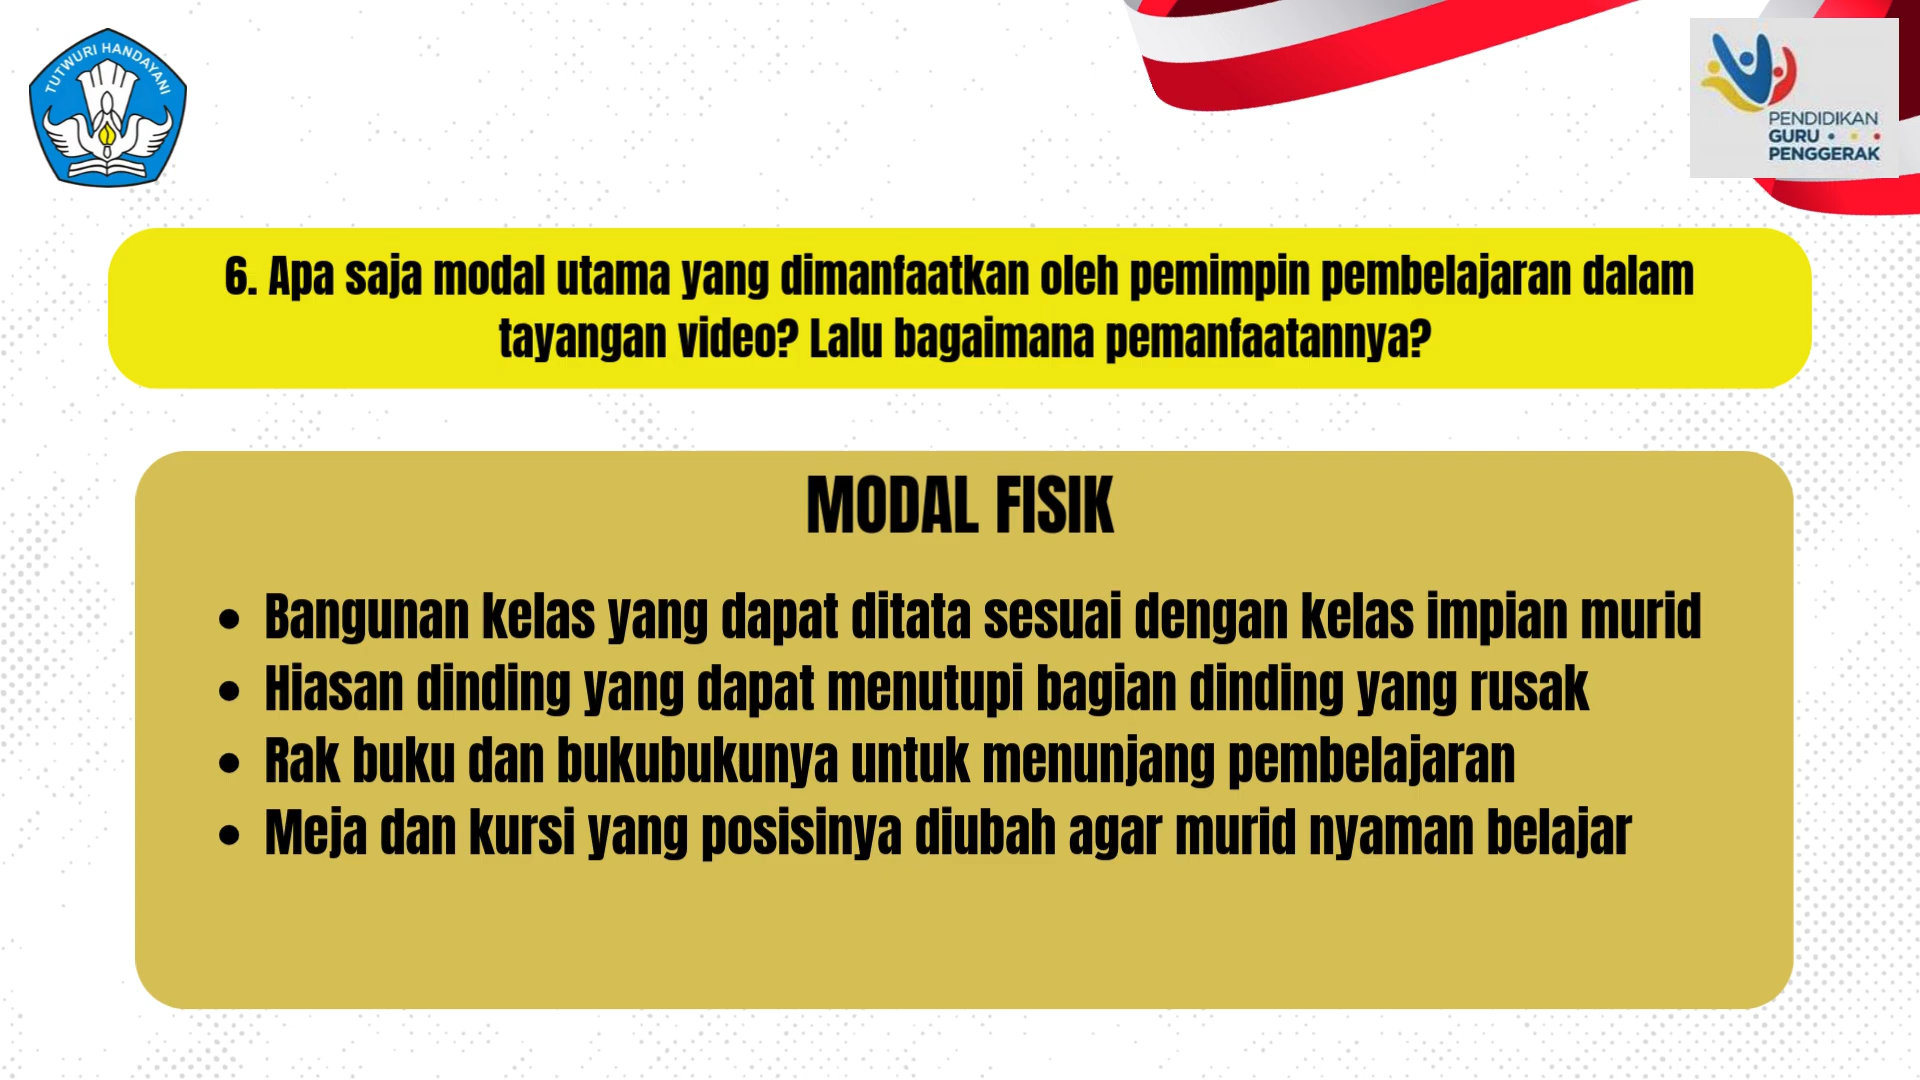 TUTWURI HANDAYANI
PENDIDIKAN
GURU
PENGGERAK
6. Apa saja modal utama yang dimanfaatkan oleh pemimpin pembelajaran dalam
tayangan video? Lalu bagaimana pemanfaatannya?
MODAL FISIK
• Bangunan kelas yang dapat ditata sesuai dengan kelas impian murid
• Hiasan dinding yang dapat menutupi bagian dinding yang rusak
• Rak buku dan bukubukunya untuk menunjang pembelajaran
• Meja dan kursi yang posisinya diubah agar murid nyaman belajar